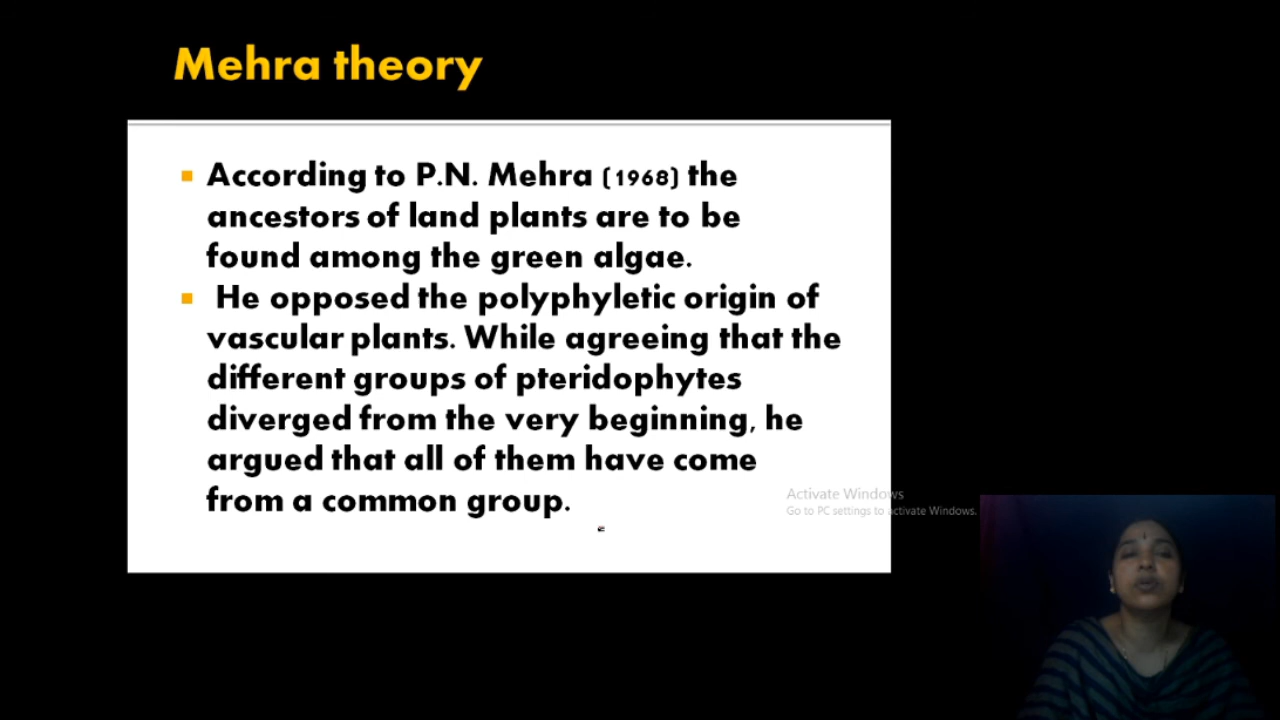 Mehra theory
According to P.N. Mehra (1968) the
ancestors of land plants are to be
found among the green algae.
He opposed the polyphyletic origin of
vascular plants. While agreeing that the
different groups of pteridophytes
diverged from the very beginning, he
argued that all of them have come
from a common group.
Activate Windows
Go to PC settings to activate Windows.